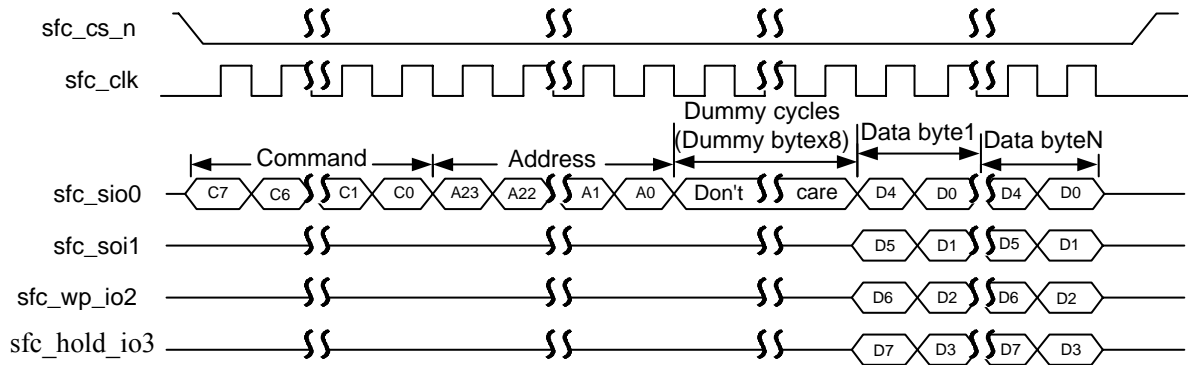 sfc_cs_n
sfc_clk
Dummy cycles
(Dummy bytex8)
Data byte1
Data byteN
Command
Address
sfc_sio0 C7 C6 C1 C0 A23 A22 A1 A0 Don't care D4 D0 D4 D0
sfc_soi1 D5 D1 D5 D1
sfc_wp_io2 D6 D2 D6 D2
sfc_hold_io3 D7 D3 D7 D3